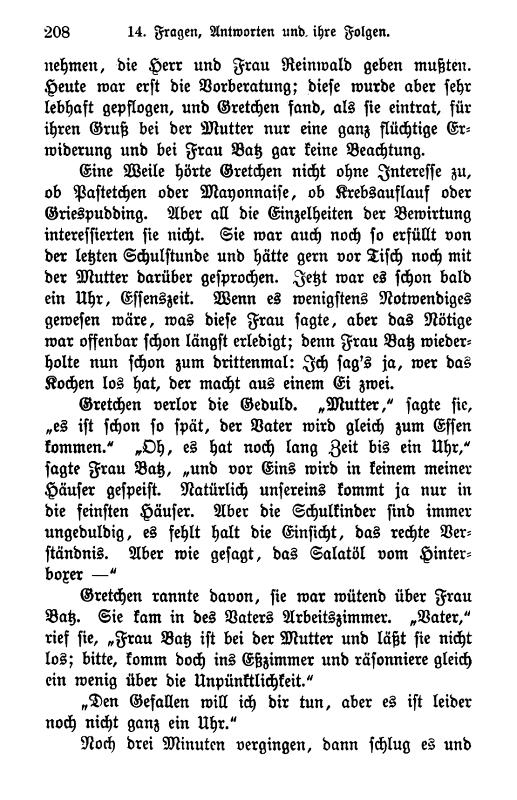 208 14. Fragen, Antworten und ihre Folgen.
nehmen, die Herr und Frau Reinwald geben mußten.
Heute war erst die Vorberatung; diese wurde aber sehr
lebhaft gepflogen, und Gretchen fand, als sie eintrat, für
ihren Gruß bei der Mutter nur eine ganz flüchtige Er-
widerung und bei Frau Batz gar keine Beachtung.
Eine Weile hörte Gretchen nicht ohne Interesse zu,
ob Pastetchen oder Mayonnaise, ob Krebsauflauf oder
Griespudding. Aber all die Einzelheiten der Bewirtung
interessierten sie nicht. Sie war auch noch so erfüllt von
der letzten Schulstunde und hätte gern vor Tisch noch mit
der Mutter darüber gesprochen. Jetzt war es schon bald
ein Uhr, Essenszeit. Wenn es wenigstens Notwendiges
gewesen wäre, was diese Frau sagte, aber das Nötige
war offenbar schon längst erledigt; denn Frau Batz wieder-
holte nun schon zum drittenmal: Ich sag's ja, wer das
Kochen los hat, der macht aus einem Ei zwei.
Gretchen verlor die Geduld. „Mutter,“ sagte sie,
„es ist schon so spät, der Vater wird gleich zum Essen
kommen.“ „Oh, es hat noch lang Zeit bis ein Uhr,“
sagte Frau Batz, „und vor Eins wird in keinem meiner
Häuser gespeist. Natürlich unsereins kommt ja nur in
die feinsten Häuser. Aber die Schulkinder sind immer
ungeduldig, es fehlt halt die Einsicht, das rechte Ver-
ständnis. Aber wie gesagt, das Salatöl vom Hinter-
boxer —“
Gretchen rannte davon, sie war wütend über Frau
Batz. Sie kam in des Vaters Arbeitszimmer. „Vater,“
rief sie, „Frau Batz ist bei der Mutter und läßt sie nicht
los; bitte, komm doch ins Eßzimmer und räsonniere gleich
ein wenig über die Unpünktlichkeit.“
„Den Gefallen will ich dir tun, aber es ist leider
noch nicht ganz ein Uhr.“
Noch drei Minuten vergingen, dann schlug es und